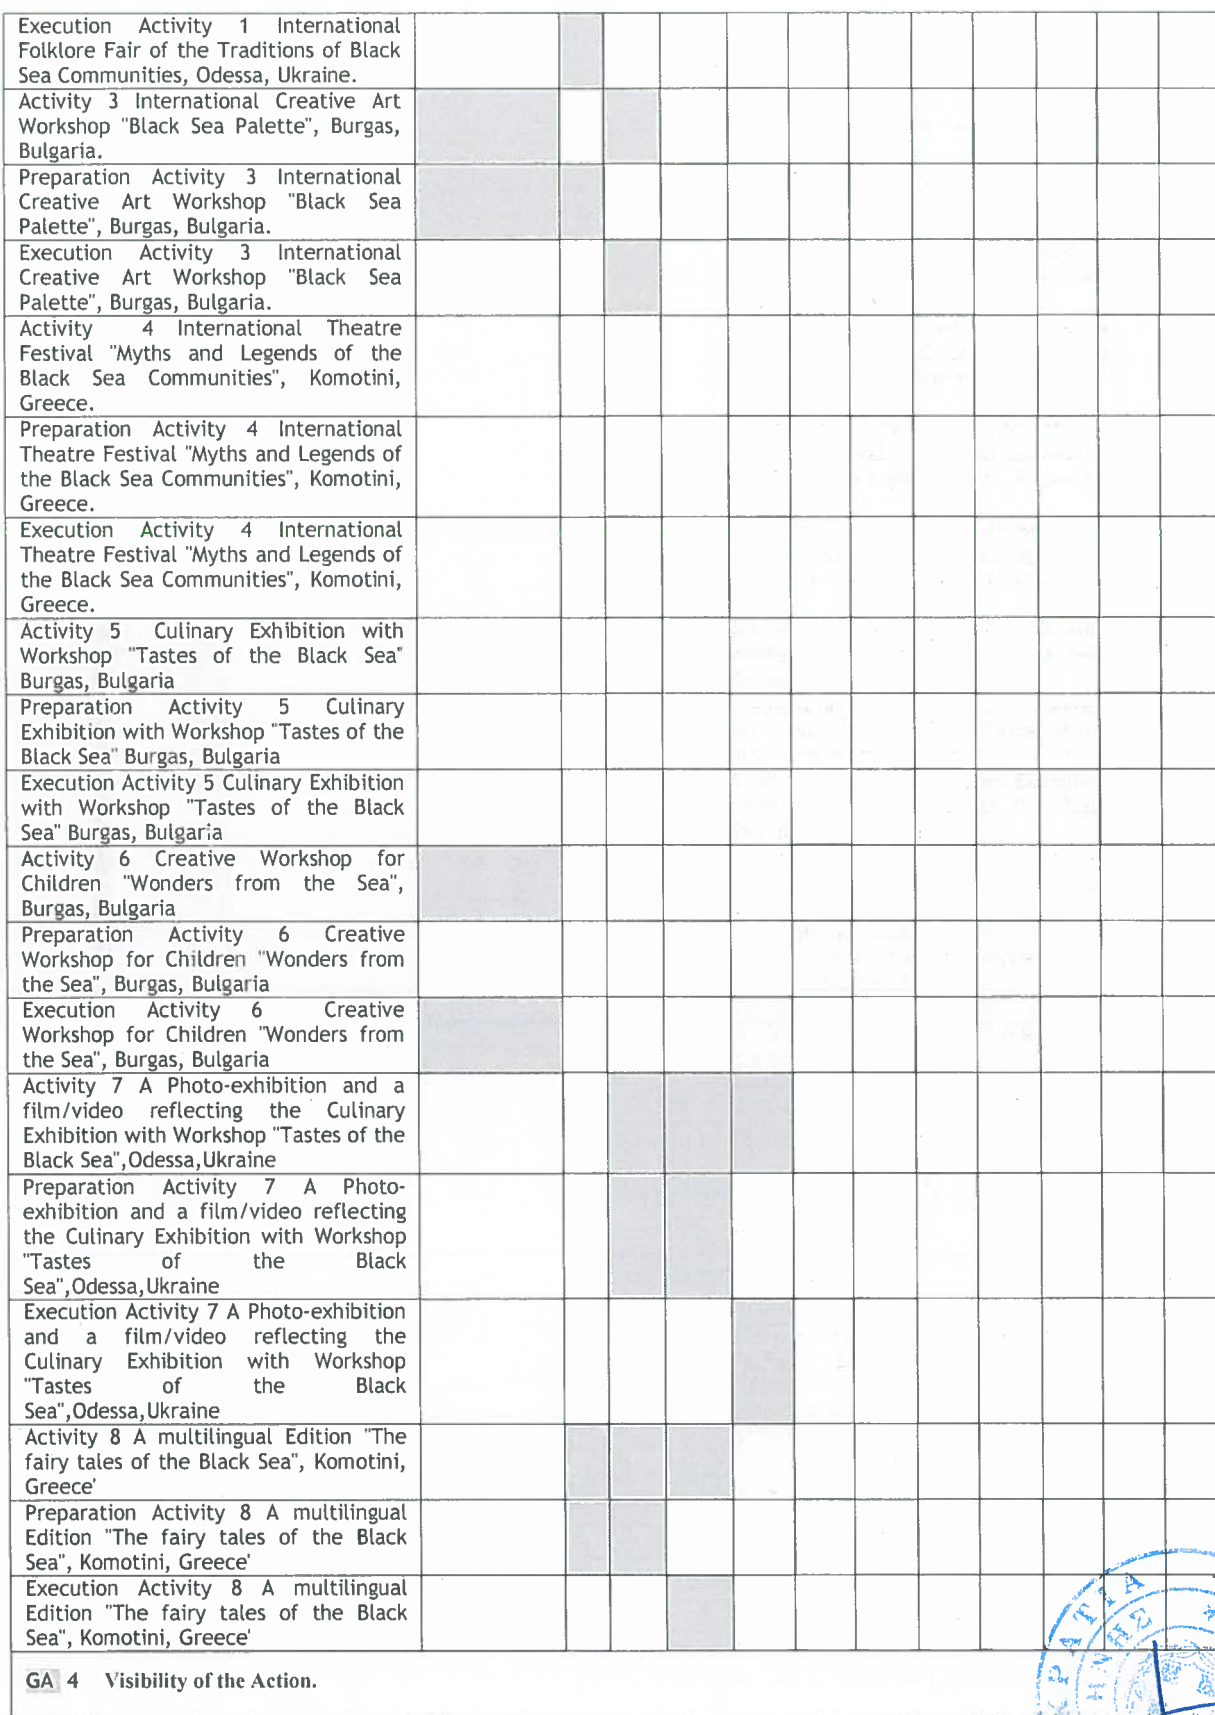 Execution Activity 1 International
Folklore Fair of the Traditions of Black
Sea Communities, Odessa, Ukraine.
Activity 3 International Creative Art
Workshop "Black Sea Palette", Burgas,
Bulgaria.
Preparation Activity 3 International
Creative Art Workshop "Black Sea
Palette", Burgas, Bulgaria.
Execution Activity 3 International
Creative Art Workshop "Black Sea
Palette", Burgas, Bulgaria.
Activity 4 International Theatre
Festival "Myths and Legends of the
Black Sea Communities", Komotini,
Greece.
Preparation Activity 4 International
Theatre Festival "Myths and Legends of
the Black Sea Communities", Komotini,
Greece.
Execution Activity 4 International
Theatre Festival "Myths and Legends of
the Black Sea Communities", Komotini,
Greece.
Activity 5 Culinary Exhibition with
Workshop "Tastes of the Black Sea"
Burgas, Bulgaria
Preparation Activity 5 Culinary
Exhibition with Workshop "Tastes of the
Black Sea" Burgas, Bulgaria
Execution Activity 5 Culinary Exhibition
with Workshop "Tastes of the Black
Sea" Burgas, Bulgaria
Activity 6 Creative Workshop for
Children "Wonders from the Sea",
Burgas, Bulgaria
Preparation Activity 6 Creative
Workshop for Children "Wonders from
the Sea", Burgas, Bulgaria
Execution Activity 6 Creative
Workshop for Children "Wonders from
the Sea", Burgas, Bulgaria
Activity 7 A Photo-exhibition and a
film/video reflecting the Culinary
Exhibition with Workshop "Tastes of the
Black Sea",Odessa,Ukraine
Preparation Activity 7 A Photo-
exhibition and a film/video reflecting
the Culinary Exhibition with Workshop
"Tastes of the Black
Sea",Odessa,Ukraine
Execution Activity 7 A Photo-exhibition
and a film/video reflecting the
Culinary Exhibition with Workshop
"Tastes of the Black
Sea",Odessa,Ukraine
Activity 8 A multilingual Edition "The
fairy tales of the Black Sea", Komotini,
Greece'
Preparation Activity 8 A multilingual
Edition "The fairy tales of the Black
Sea", Komotini, Greece'
Execution Activity 8 A multilingual
Edition "The fairy tales of the Black
Sea", Komotini, Greece'
GA 4 Visibility of the Action.
ΚΡΑΤΙΑ
ΗΝΗΣ